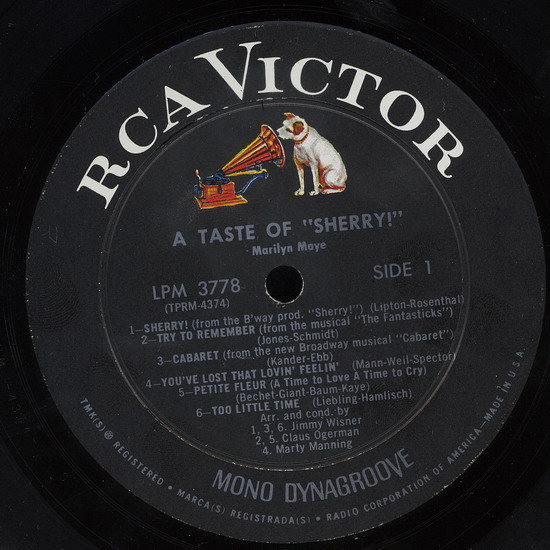 RCA VICTOR
A TASTE OF "SHERRY!"
Marilyn Maye
LPM 3778
(TPRM-4374)
SIDE 1
1—SHERRY! (from the B'way prod. "Sherry!") (Lipton-Rosenthal)
2—TRY TO REMEMBER (from the musical "The Fantasticks")
(Jones-Schmidt)
3—CABARET (from the new Broadway musical "Cabaret")
(Kander-Ebb)
4—YOU'VE LOST THAT LOVIN' FEELIN' (Mann-Weil-Spector)
5—PETITE FLEUR (A Time to Love A Time to Cry)
(Bechet-Giant-Baum-Kaye)
6—TOO LITTLE TIME (Liebling-Hamlisch)
Arr. and cond. by
1, 3, 6. Jimmy Wisner
2, 5. Claus Ogerman
4. Marty Manning
MONO DYNAGROOVE
TMK(S) ® REGISTERED • MARCA(S) REGISTRADA(S) • RADIO CORPORATION OF AMERICA—MADE IN U.S.A